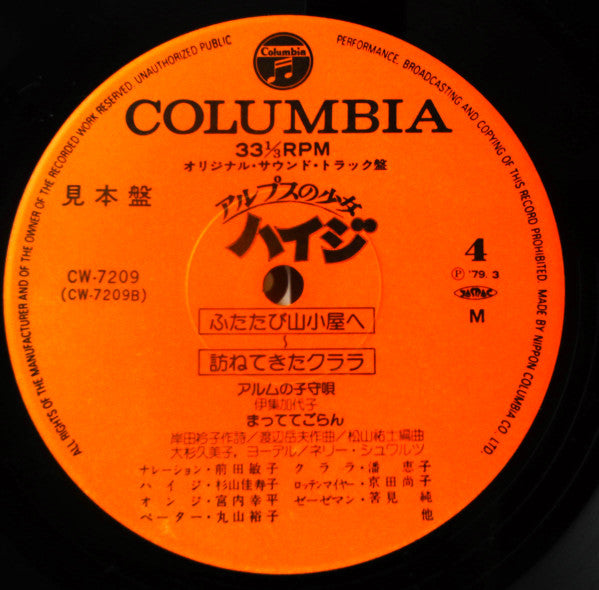 ALL RIGHTS OF THE MANUFACTURER AND OF THE OWNER OF THE RECORDED WORK RESERVED. UNAUTHORIZED PUBLIC PERFORMANCE, BROADCASTING AND COPYING OF THIS RECORD PROHIBITED. MADE BY NIPPON COLUMBIA CO. LTD.
Columbia
COLUMBIA
33⅓RPM
オリジナル・サウンド・トラック盤
見本盤
アルプスの少女
ハイジ
4
CW-7209
(CW-7209B)
Ⓟ '79. 3
M
ふたたび山小屋へ
〜
訪ねてきたクララ
アルムの子守唄
伊集加代子
まっててごらん
岸田衿子作詩/渡辺岳夫作曲/松山祐士編曲
大杉久美子, ヨーデル/ネリー・シュワルツ
ナレーション・前田敏子 クララ・潘恵子
ハイジ・杉山佳寿子 ロッテンマイヤー・京田尚子
オンジ・宮内幸平 ゼーゼマン・筈見純
ペーター・丸山裕子 他